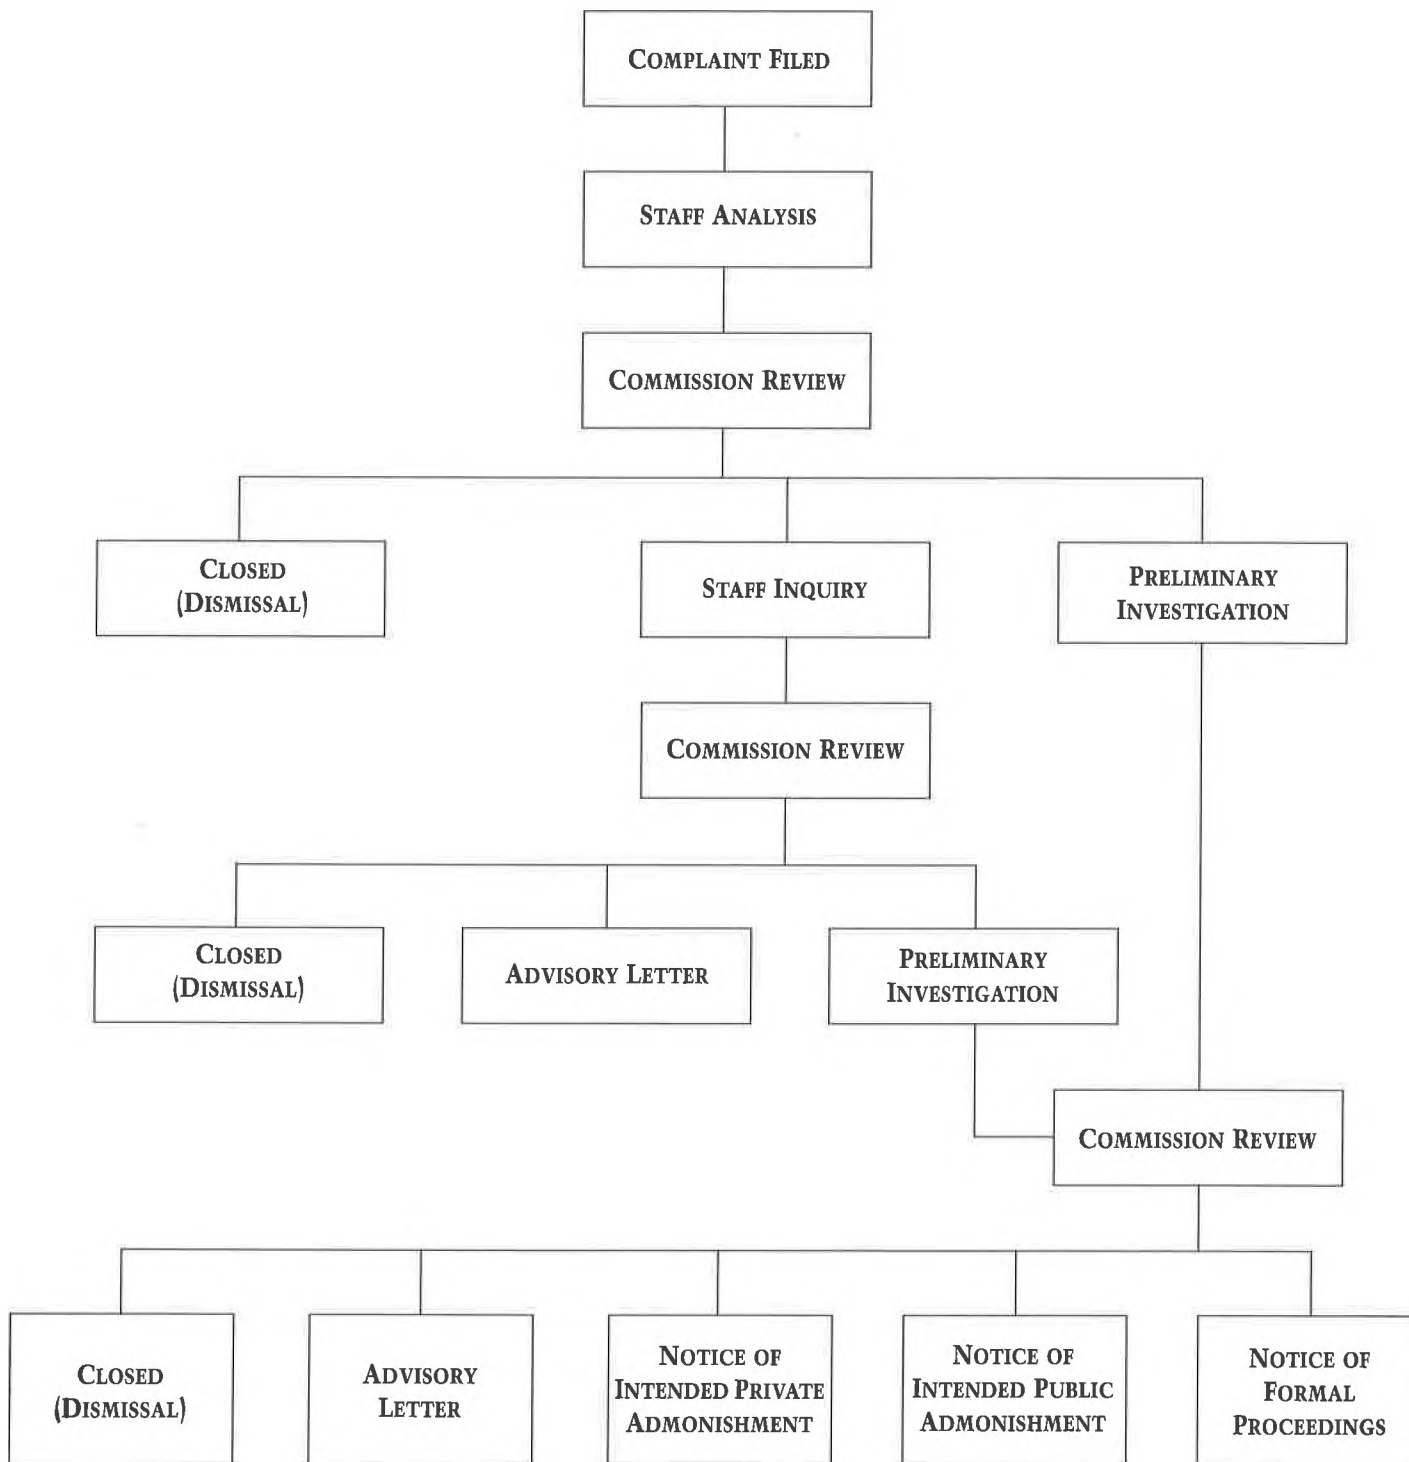 COMPLAINT FILED
STAFF ANALYSIS
COMMISSION REVIEW
CLOSED
(DISMISSAL)
STAFF INQUIRY
PRELIMINARY
INVESTIGATION
COMMISSION REVIEW
CLOSED
(DISMISSAL)
ADVISORY LETTER
PRELIMINARY
INVESTIGATION
COMMISSION REVIEW
CLOSED
(DISMISSAL)
ADVISORY
LETTER
NOTICE OF
INTENDED PRIVATE
ADMONISHMENT
NOTICE OF
INTENDED PUBLIC
ADMONISHMENT
NOTICE OF
FORMAL
PROCEEDINGS